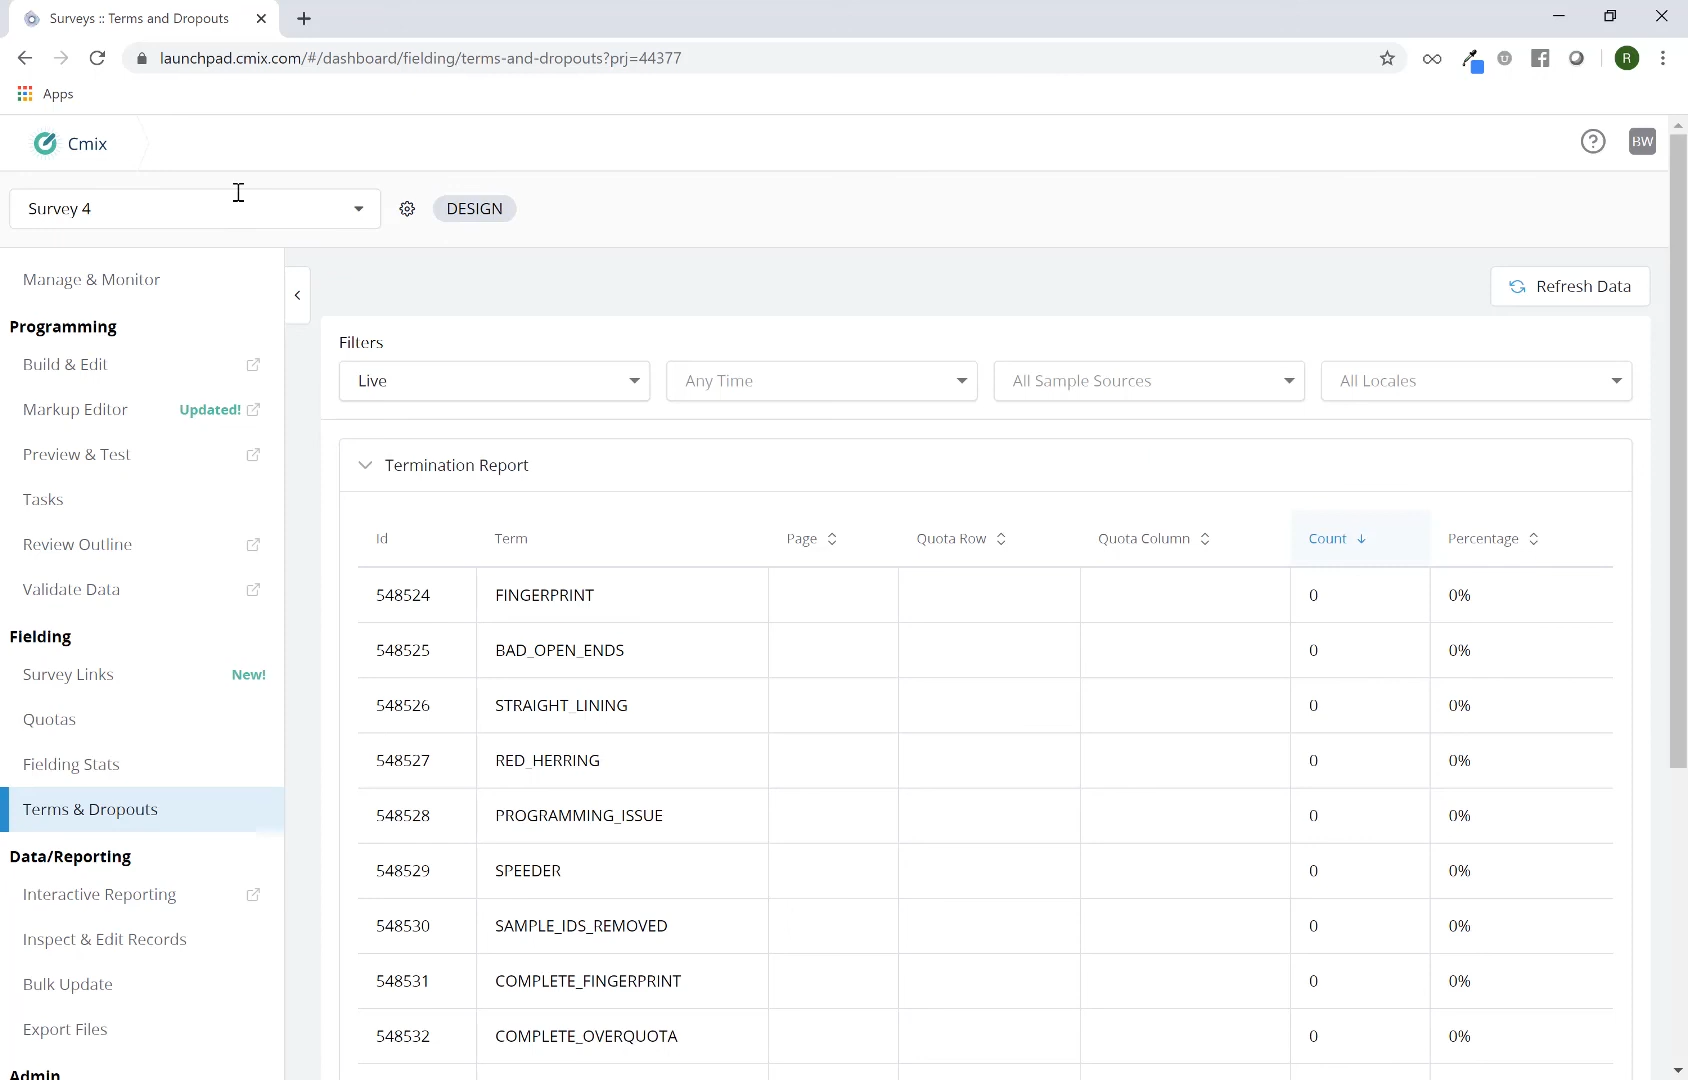 Surveys :: Terms and Dropouts
launchpad.cmix.com/#/dashboard/fielding/terms-and-dropouts?prj=44377
R
Apps
Cmix
BW
Survey 4
DESIGN
Manage & Monitor
Programming
Build & Edit
Markup Editor Updated!
Preview & Test
Tasks
Review Outline
Validate Data
Fielding
Survey Links New!
Quotas
Fielding Stats
Terms & Dropouts
Data/Reporting
Interactive Reporting
Inspect & Edit Records
Bulk Update
Export Files
Admin
Refresh Data
Filters
Live Any Time All Sample Sources All Locales
Termination Report
Id Term Page Quota Row Quota Column Count Percentage
548524 FINGERPRINT 0 0%
548525 BAD_OPEN_ENDS 0 0%
548526 STRAIGHT_LINING 0 0%
548527 RED_HERRING 0 0%
548528 PROGRAMMING_ISSUE 0 0%
548529 SPEEDER 0 0%
548530 SAMPLE_IDS_REMOVED 0 0%
548531 COMPLETE_FINGERPRINT 0 0%
548532 COMPLETE_OVERQUOTA 0 0%